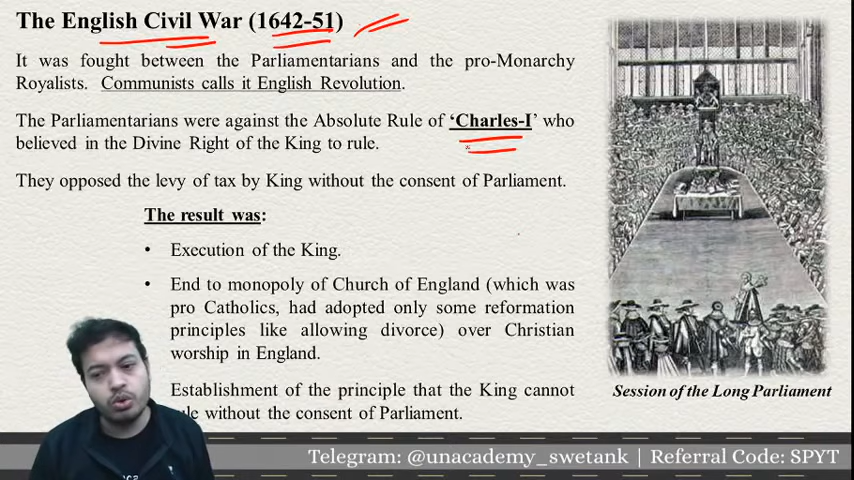 The English Civil War (1642-51)
It was fought between the Parliamentarians and the pro-Monarchy
Royalists. Communists calls it English Revolution.
The Parliamentarians were against the Absolute Rule of ‘Charles-I’ who
believed in the Divine Right of the King to rule.
They opposed the levy of tax by King without the consent of Parliament.
The result was:
• Execution of the King.
• End to monopoly of Church of England (which was
pro Catholics, had adopted only some reformation
principles like allowing divorce) over Christian
worship in England.
Establishment of the principle that the King cannot
without the consent of Parliament.
Session of the Long Parliament
Telegram: @unacademy_swetank | Referral Code: SPYT